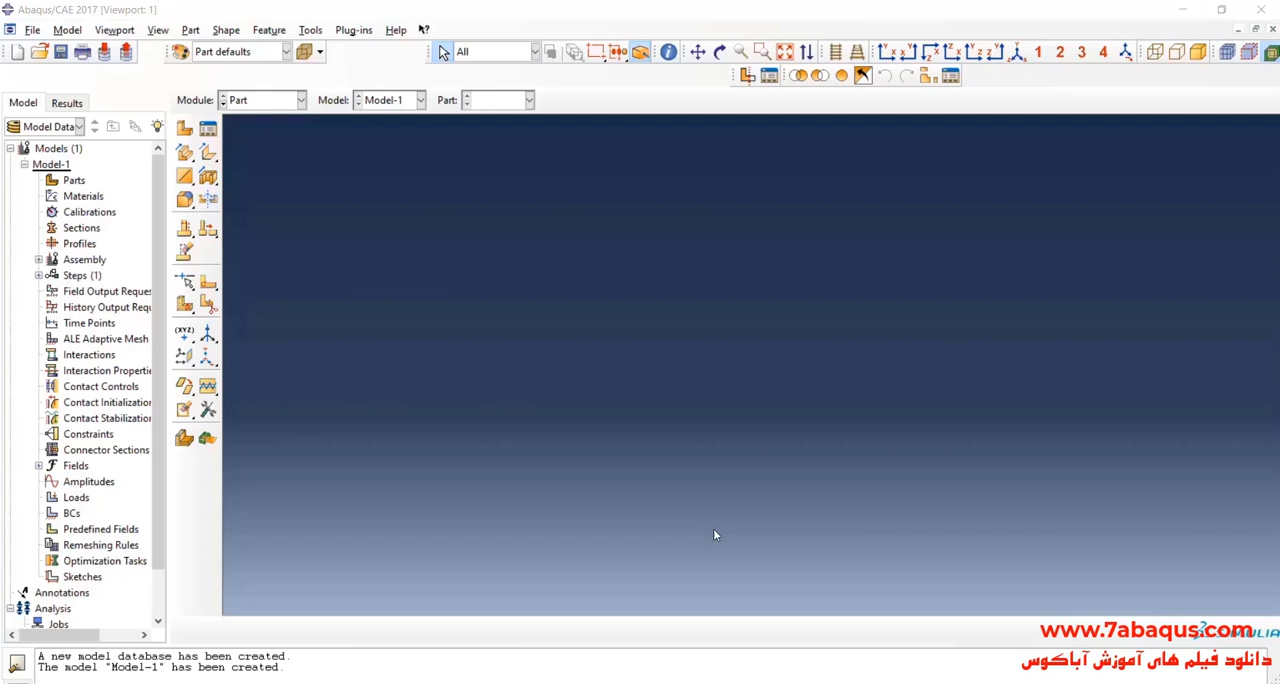 Abaqus/CAE 2017 [Viewport: 1]
File Model Viewport View Part Shape Feature Tools Plug-ins Help
Part defaults All 1 2 3 4
Model Results Module: Part Model: Model-1 Part:
Model Data
Models (1)
Model-1
Parts
Materials
Calibrations
Sections
Profiles
Assembly
Steps (1)
Field Output Reques
History Output Requ
Time Points
ALE Adaptive Mesh
Interactions
Interaction Propertie
Contact Controls
Contact Initialization
Contact Stabilization
Constraints
Connector Sections
Fields
Amplitudes
Loads
BCs
Predefined Fields
Remeshing Rules
Optimization Tasks
Sketches
Annotations
Analysis
Jobs
(XYZ)
www.7abaqus.com
دانلود فیلم های آموزش آباکوس
A new model database has been created.
The model "Model-1" has been created.